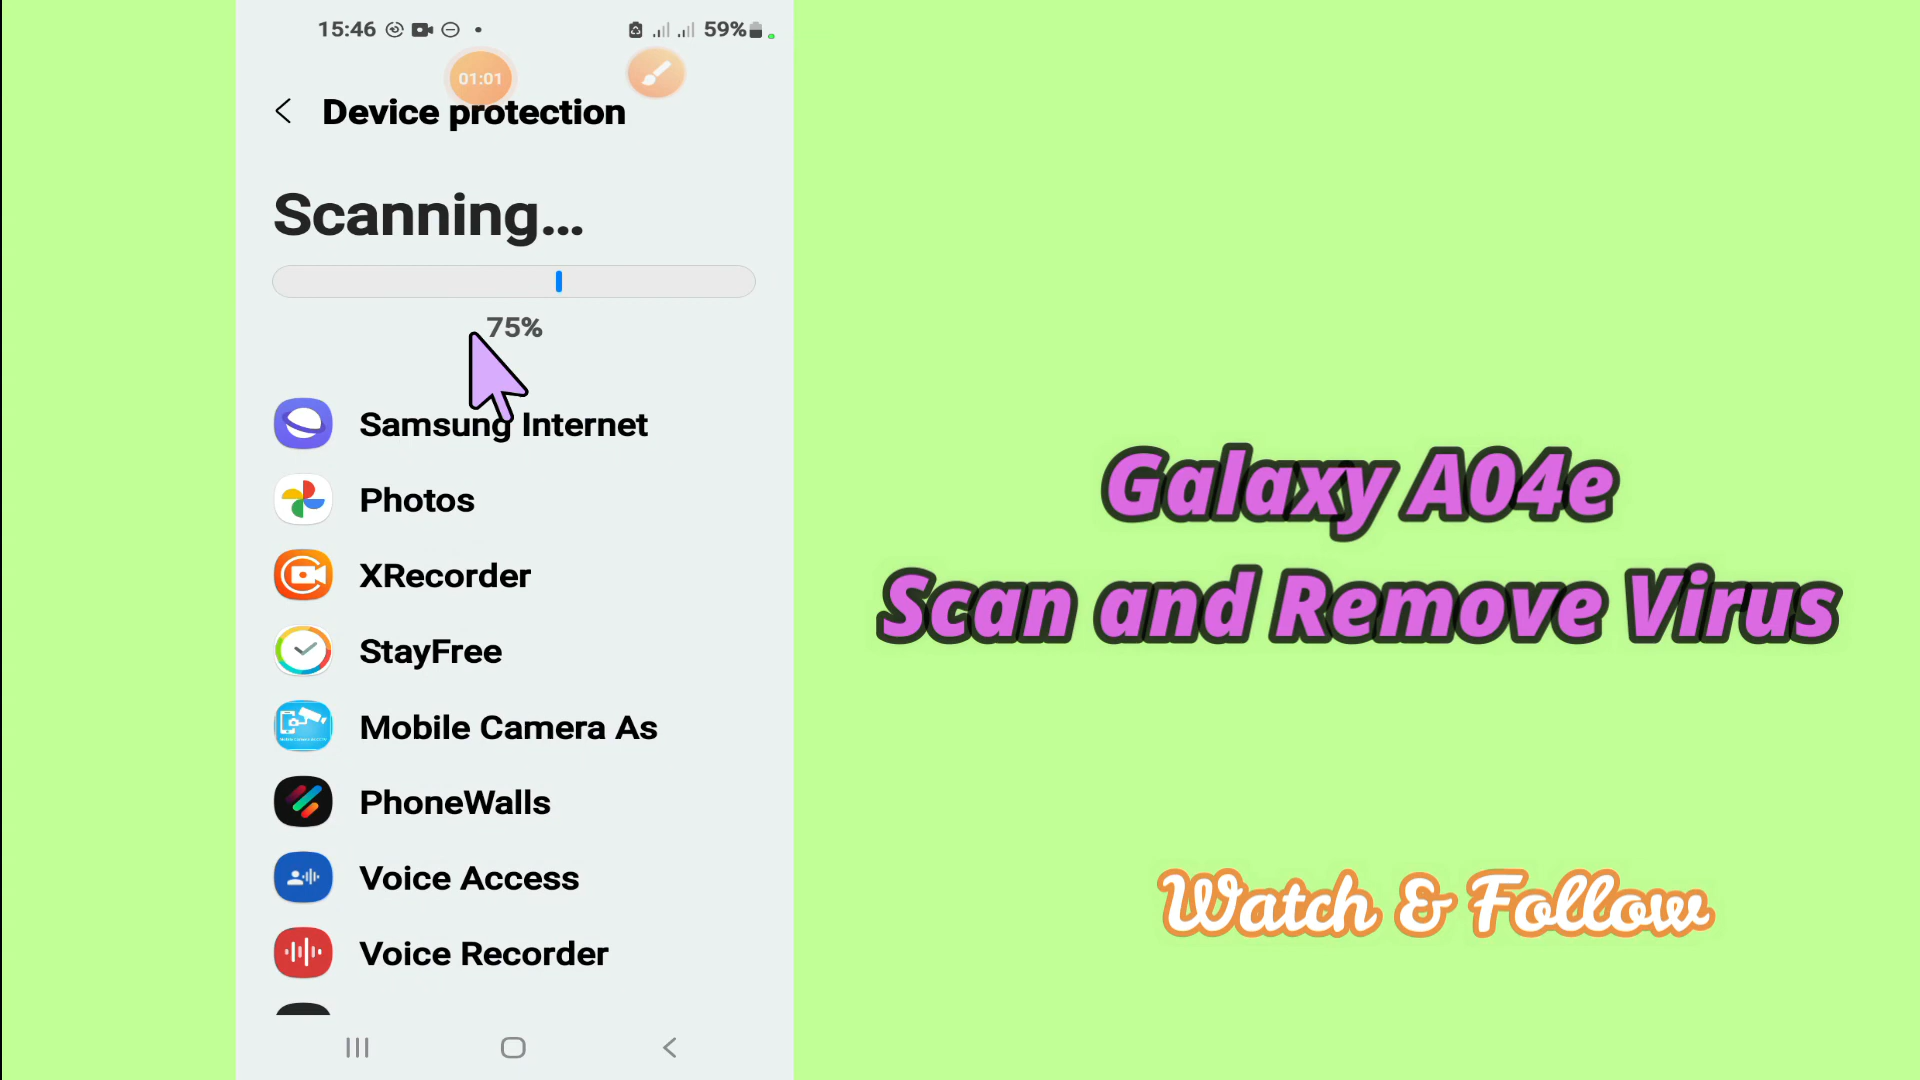 15:46 59%
01:01
Device protection
Scanning...
75%
Samsung Internet
Photos
XRecorder
StayFree
Mobile Camera As
PhoneWalls
Voice Access
Voice Recorder
Galaxy A04e
Scan and Remove Virus
Watch & Follow